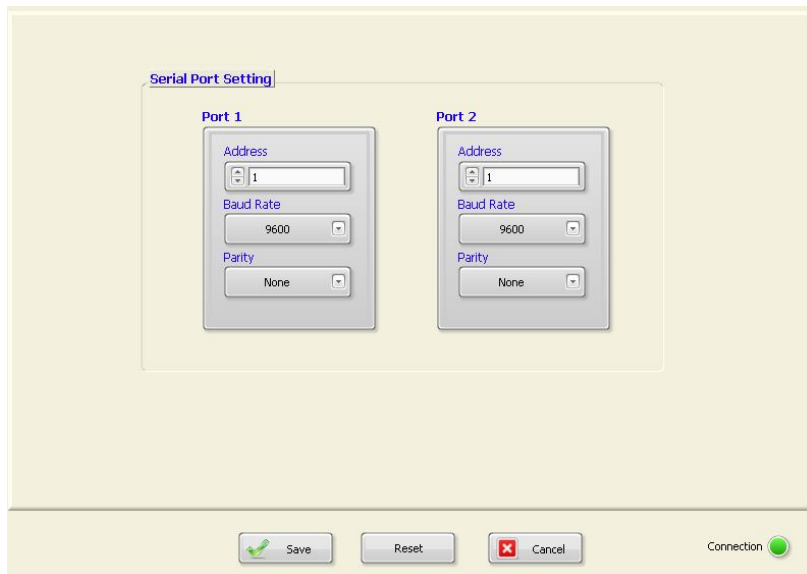 Serial Port Setting
Port 1
Address
1
Baud Rate
9600
Parity
None
Port 2
Address
1
Baud Rate
9600
Parity
None
Save
Reset
Cancel
Connection